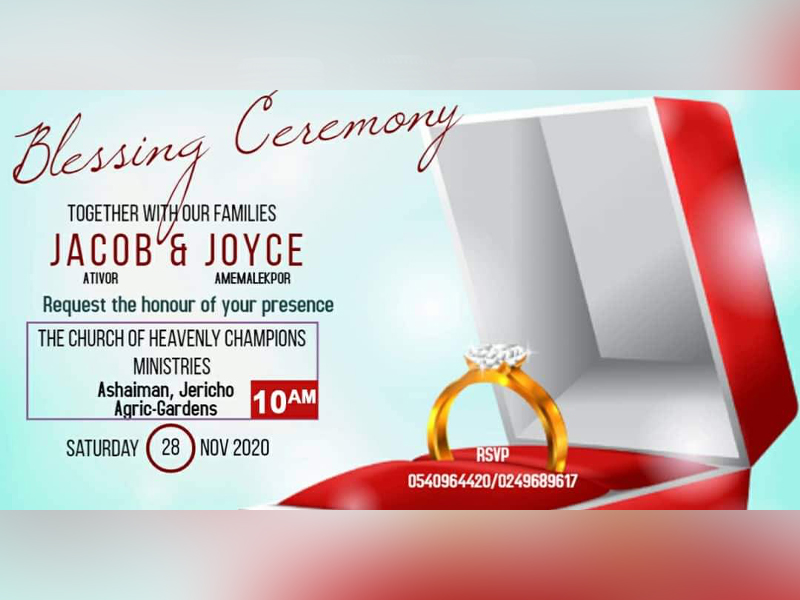 Blessing Ceremony
TOGETHER WITH OUR FAMILIES
JACOB & JOYCE
ATIVOR AMEMALEKPOR
Request the honour of your presence
THE CHURCH OF HEAVENLY CHAMPIONS
MINISTRIES
Ashaiman, Jericho
Agric-Gardens
10AM
SATURDAY 28 NOV 2020
RSVP
0540964420/0249689617